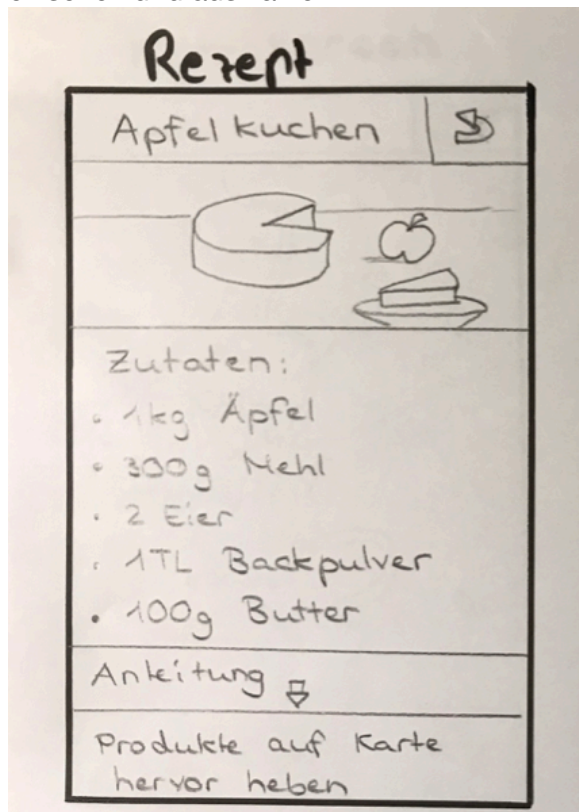 Rezept
Apfelkuchen
Zutaten:
• 1kg Äpfel
• 300g Mehl
• 2 Eier
• 1TL Backpulver
• 100g Butter
Anleitung
Produkte auf Karte
hervor heben